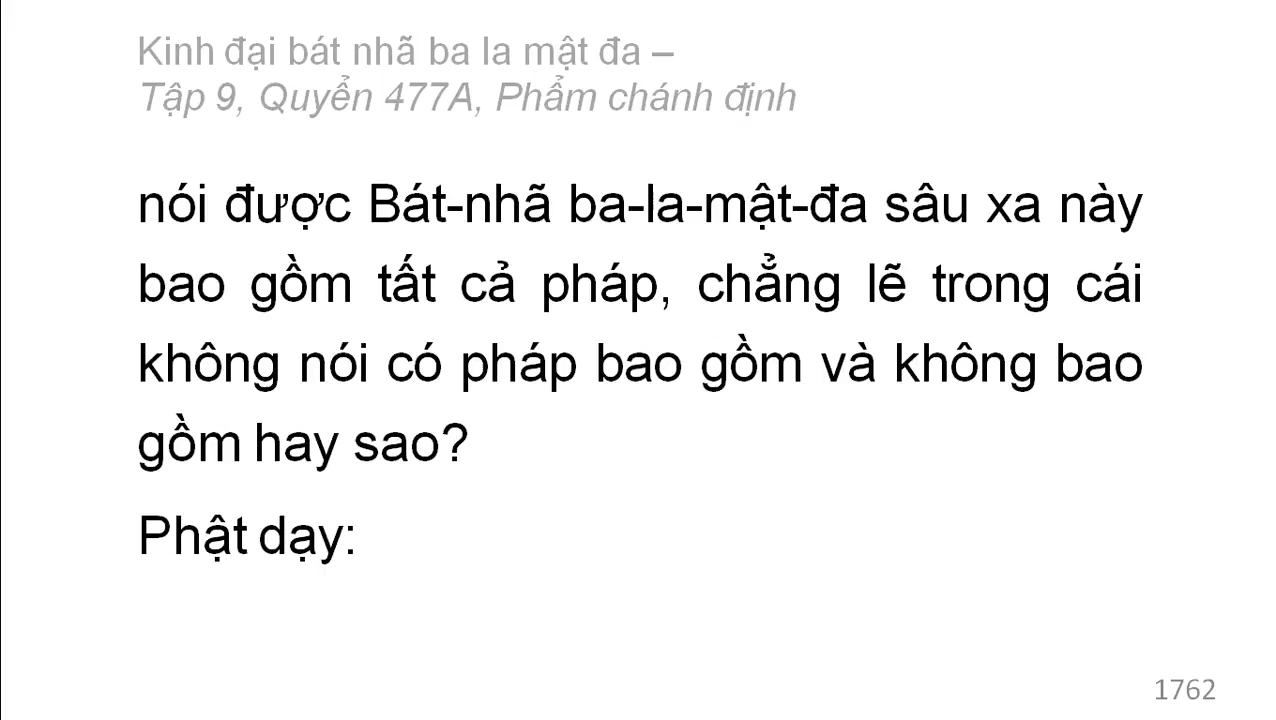 Kinh đại bát nhã ba la mật đa –
Tập 9, Quyển 477A, Phẩm chánh định
nói được Bát-nhã ba-la-mật-đa sâu xa này
bao gồm tất cả pháp, chẳng lẽ trong cái
không nói có pháp bao gồm và không bao
gồm hay sao?
Phật dạy:
1762